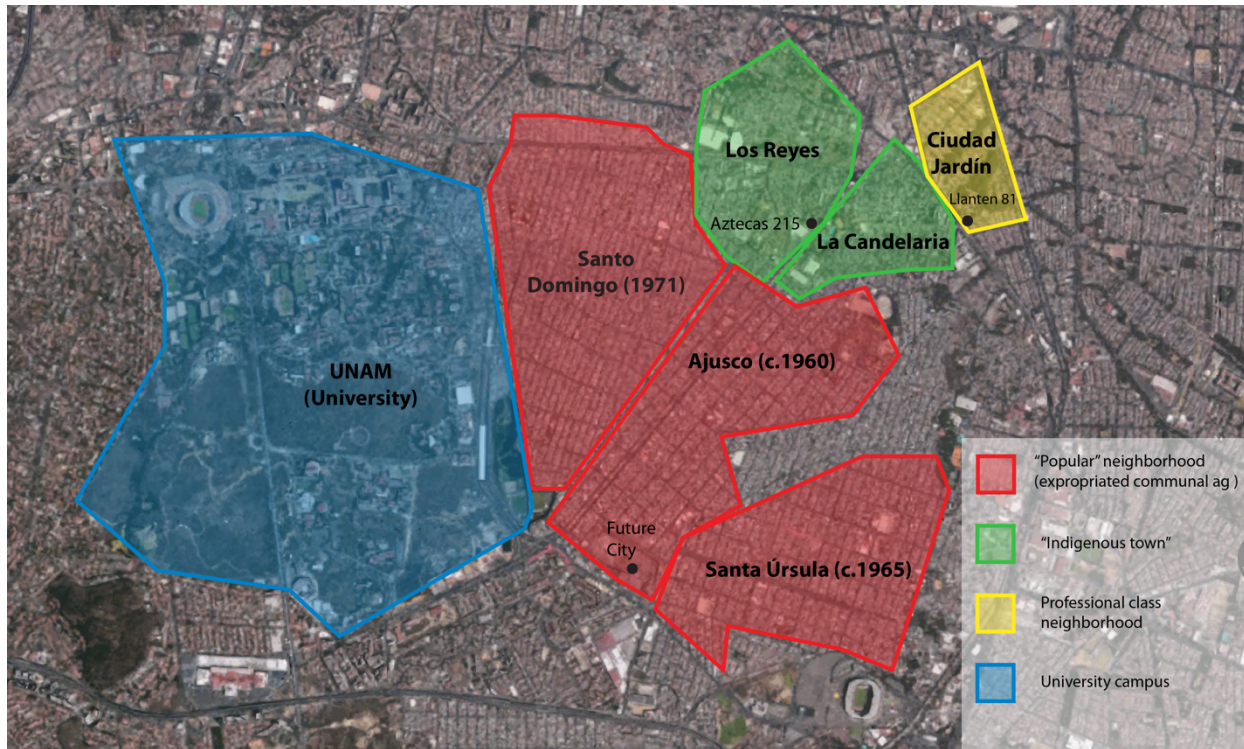 Los Reyes
Ciudad
Jardín
Llanten 81
Aztecas 215
La Candelaria
Santo
Domingo (1971)
Ajusco (c.1960)
UNAM
(University)
Future
City
Santa Úrsula (c.1965)
“Popular” neighborhood
(expropriated communal ag )
“Indigenous town”
Professional class
neighborhood
University campus